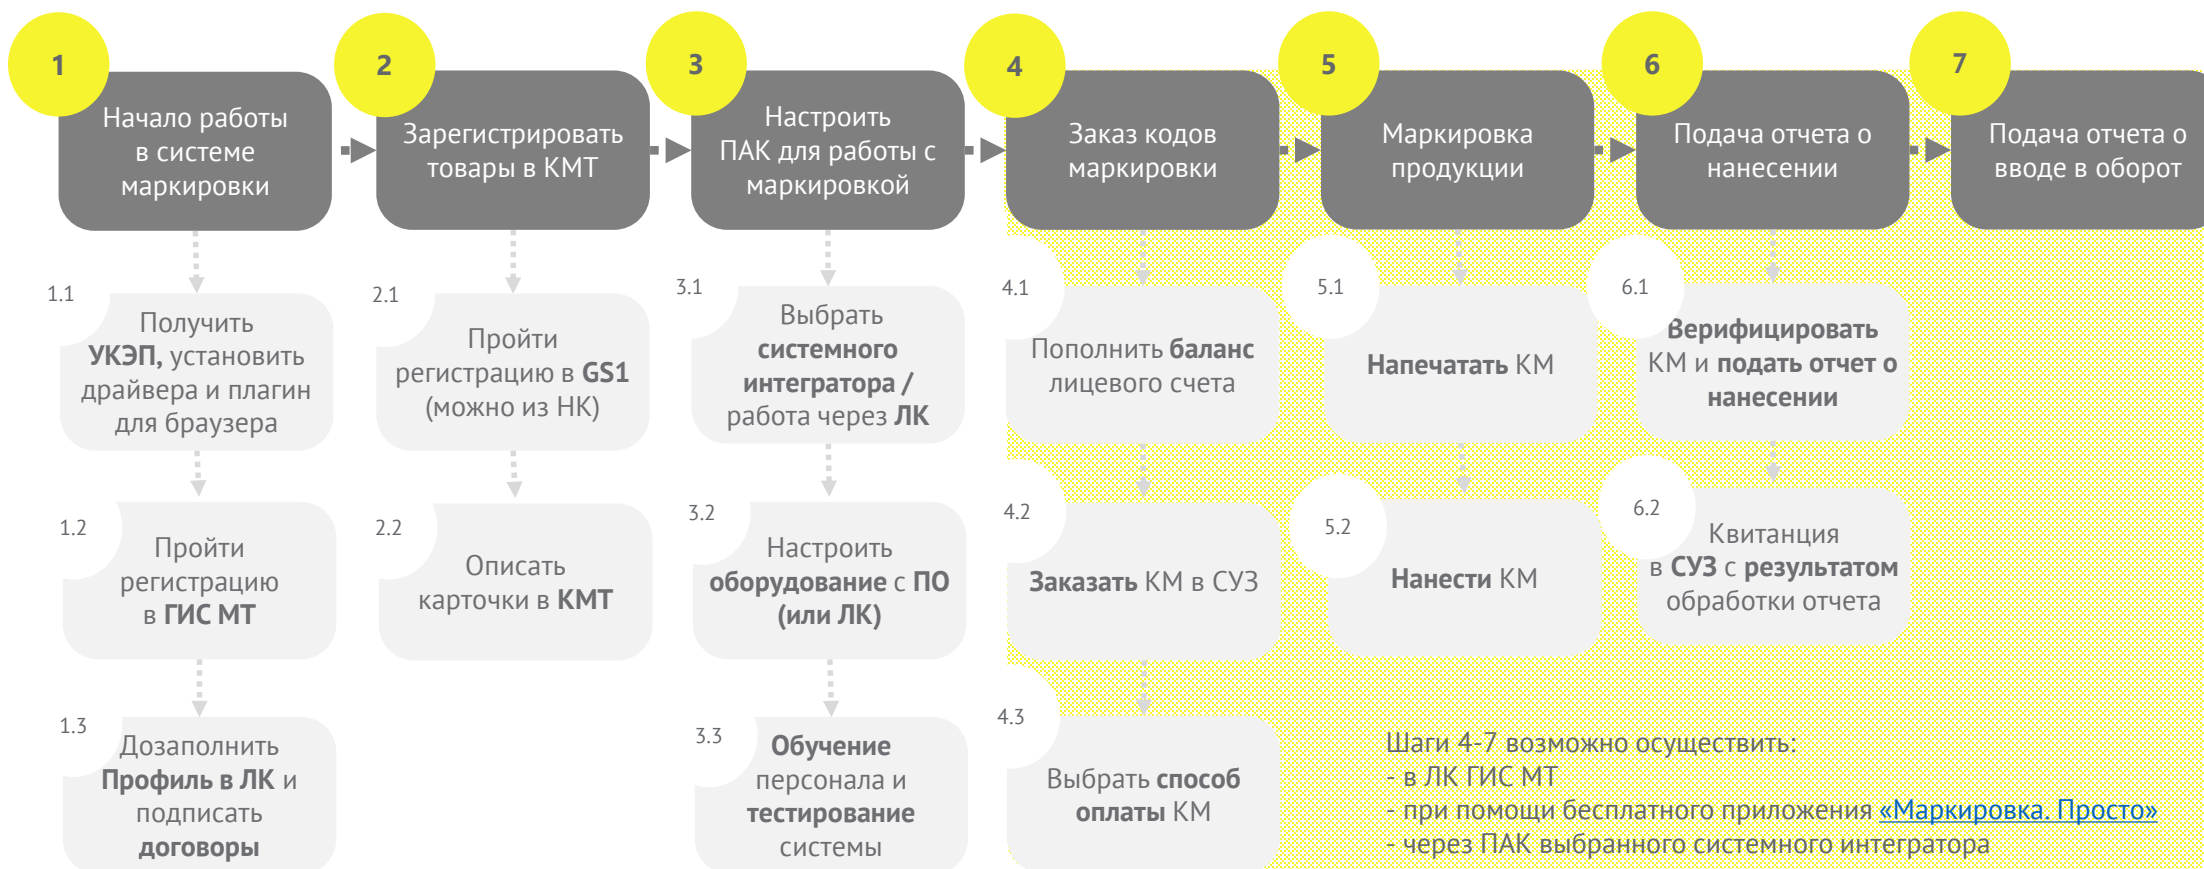 1
Начало работы
в системе
маркировки
2
Зарегистрировать
товары в КМТ
3
Настроить
ПАК для работы с
маркировкой
4
Заказ кодов
маркировки
5
Маркировка
продукции
6
Подача отчета о
нанесении
7
Подача отчета о
вводе в оборот
1.1
Получить
УКЭП, установить
драйвера и плагин
для браузера
1.2
Пройти
регистрацию
в ГИС МТ
1.3
Дозаполнить
Профиль в ЛК и
подписать
договоры
2.1
Пройти
регистрацию в GS1
(можно из НК)
2.2
Описать
карточки в КМТ
3.1
Выбрать
системного
интегратора /
работа через ЛК
3.2
Настроить
оборудование с ПО
(или ЛК)
3.3
Обучение
персонала и
тестирование
системы
4.1
Пополнить баланс
лицевого счета
4.2
Заказать КМ в СУЗ
4.3
Выбрать способ
оплаты КМ
5.1
Напечатать КМ
5.2
Нанести КМ
6.1
Верифицировать
КМ и подать отчет о
нанесении
6.2
Квитанция
в СУЗ с результатом
обработки отчета
Шаги 4-7 возможно осуществить:
- в ЛК ГИС МТ
- при помощи бесплатного приложения «Маркировка. Просто»
- через ПАК выбранного системного интегратора